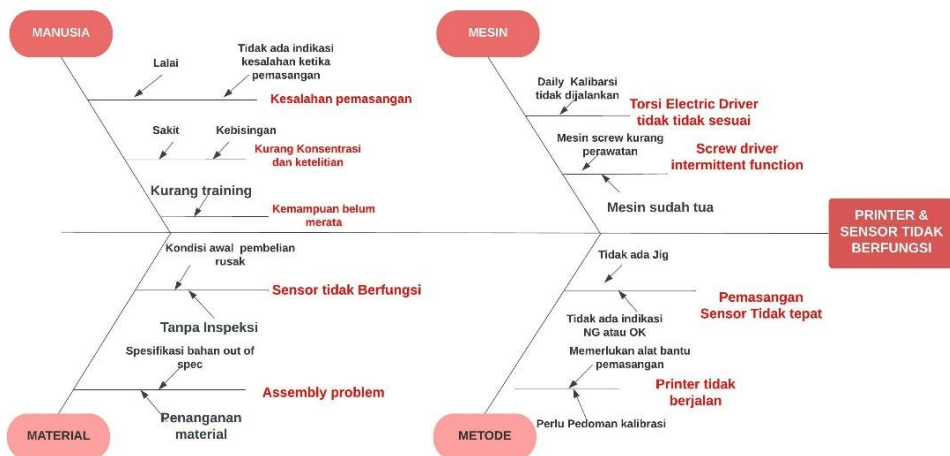 MANUSIA
Lalai
Tidak ada indikasi
kesalahan ketika
pemasangan
Kesalahan pemasangan
Sakit
Kebisingan
Kurang Konsentrasi
dan ketelitian
Kurang training
Kemampuan belum
merata
MESIN
Daily Kalibarsi
tidak dijalankan
Torsi Electric Driver
tidak tidak sesuai
Mesin screw kurang
perawatan
Screw driver
intermittent function
Mesin sudah tua
PRINTER &
SENSOR TIDAK
BERFUNGSI
Kondisi awal pembelian
rusak
Sensor tidak Berfungsi
Tanpa Inspeksi
Spesifikasi bahan out of
spec
Assembly problem
Penanganan
material
MATERIAL
Tidak ada Jig
Pemasangan
Sensor Tidak tepat
Tidak ada indikasi
NG atau OK
Memerlukan alat bantu
pemasangan
Printer tidak
berjalan
Perlu Pedoman kalibrasi
METODE